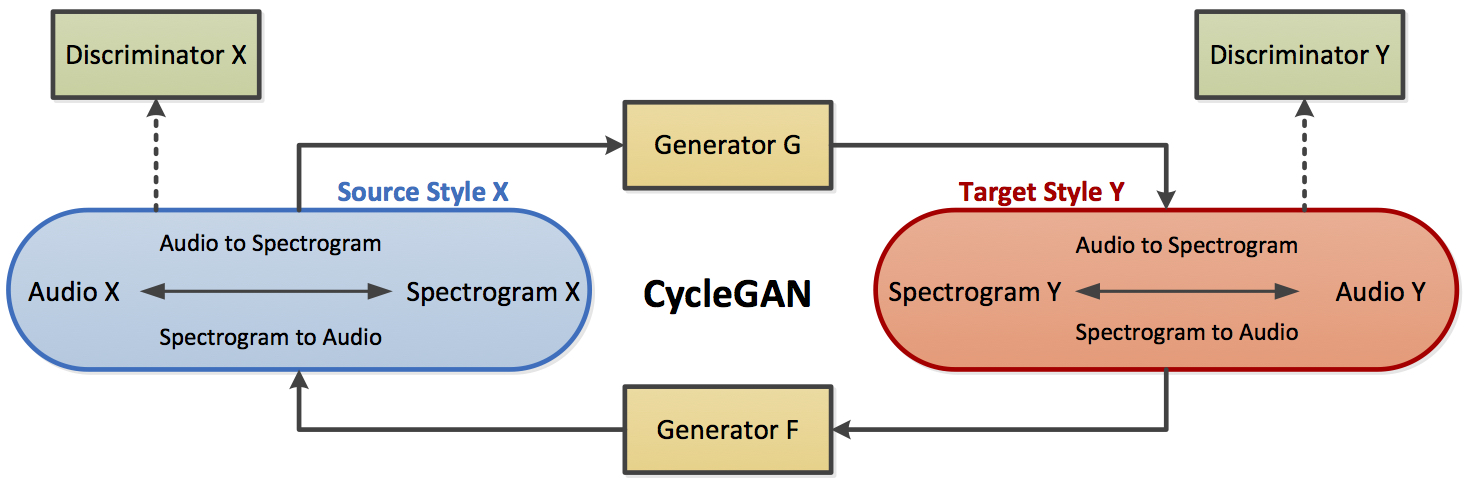 Discriminator X
Discriminator Y
Generator G
Source Style X
Target Style Y
Audio to Spectrogram
Audio X
Spectrogram X
Spectrogram to Audio
CycleGAN
Audio to Spectrogram
Spectrogram Y
Audio Y
Spectrogram to Audio
Generator F